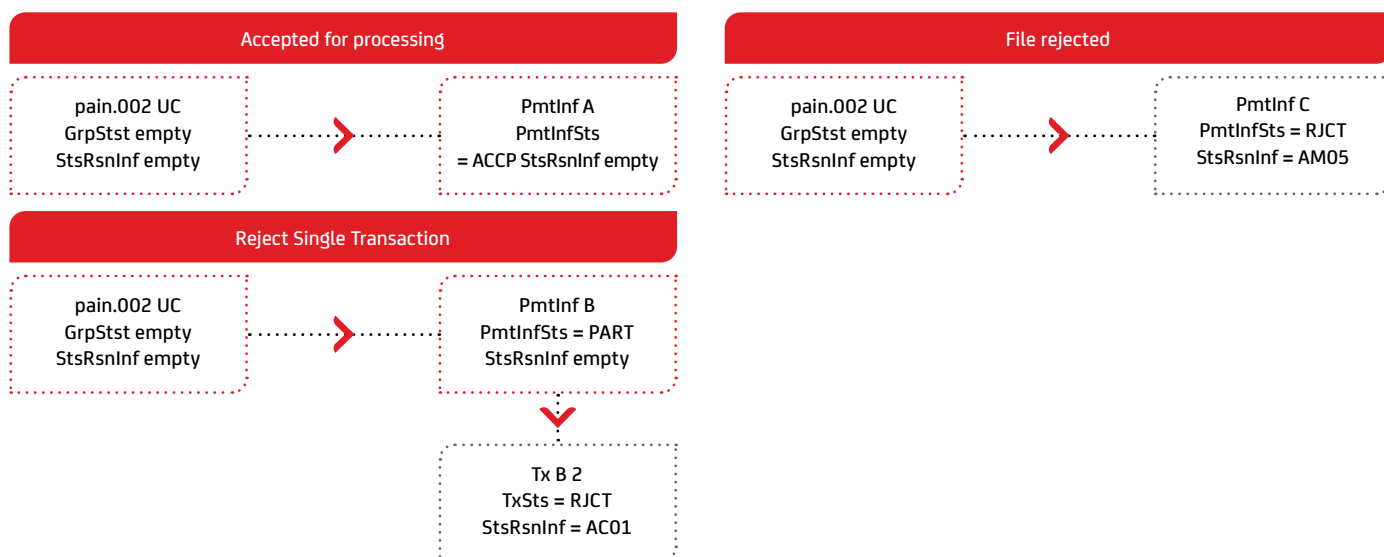 Accepted for processing
pain.002 UC
GrpStst empty
StsRsnInf empty
PmtInf A
PmtInfSts
= ACCP StsRsnInf empty
File rejected
pain.002 UC
GrpStst empty
StsRsnInf empty
PmtInf C
PmtInfSts = RJCT
StsRsnInf = AM05
Reject Single Transaction
pain.002 UC
GrpStst empty
StsRsnInf empty
PmtInf B
PmtInfSts = PART
StsRsnInf empty
Tx B 2
TxSts = RJCT
StsRsnInf = AC01